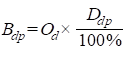 B_dp = O_d × D_dp / 100%